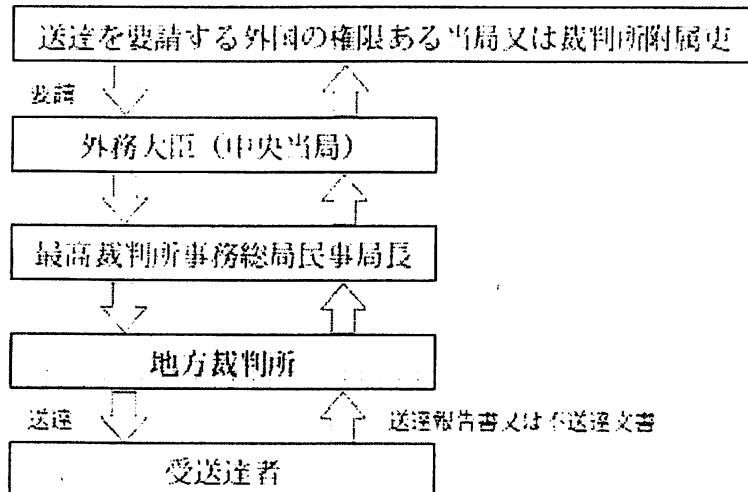 送達を要請する外国の権限ある当局又は裁判所附属吏
要請
外務大臣（中央当局）
最高裁判所事務総局民事局長
地方裁判所
送達
送達報告書又は不送達文書
受送達者